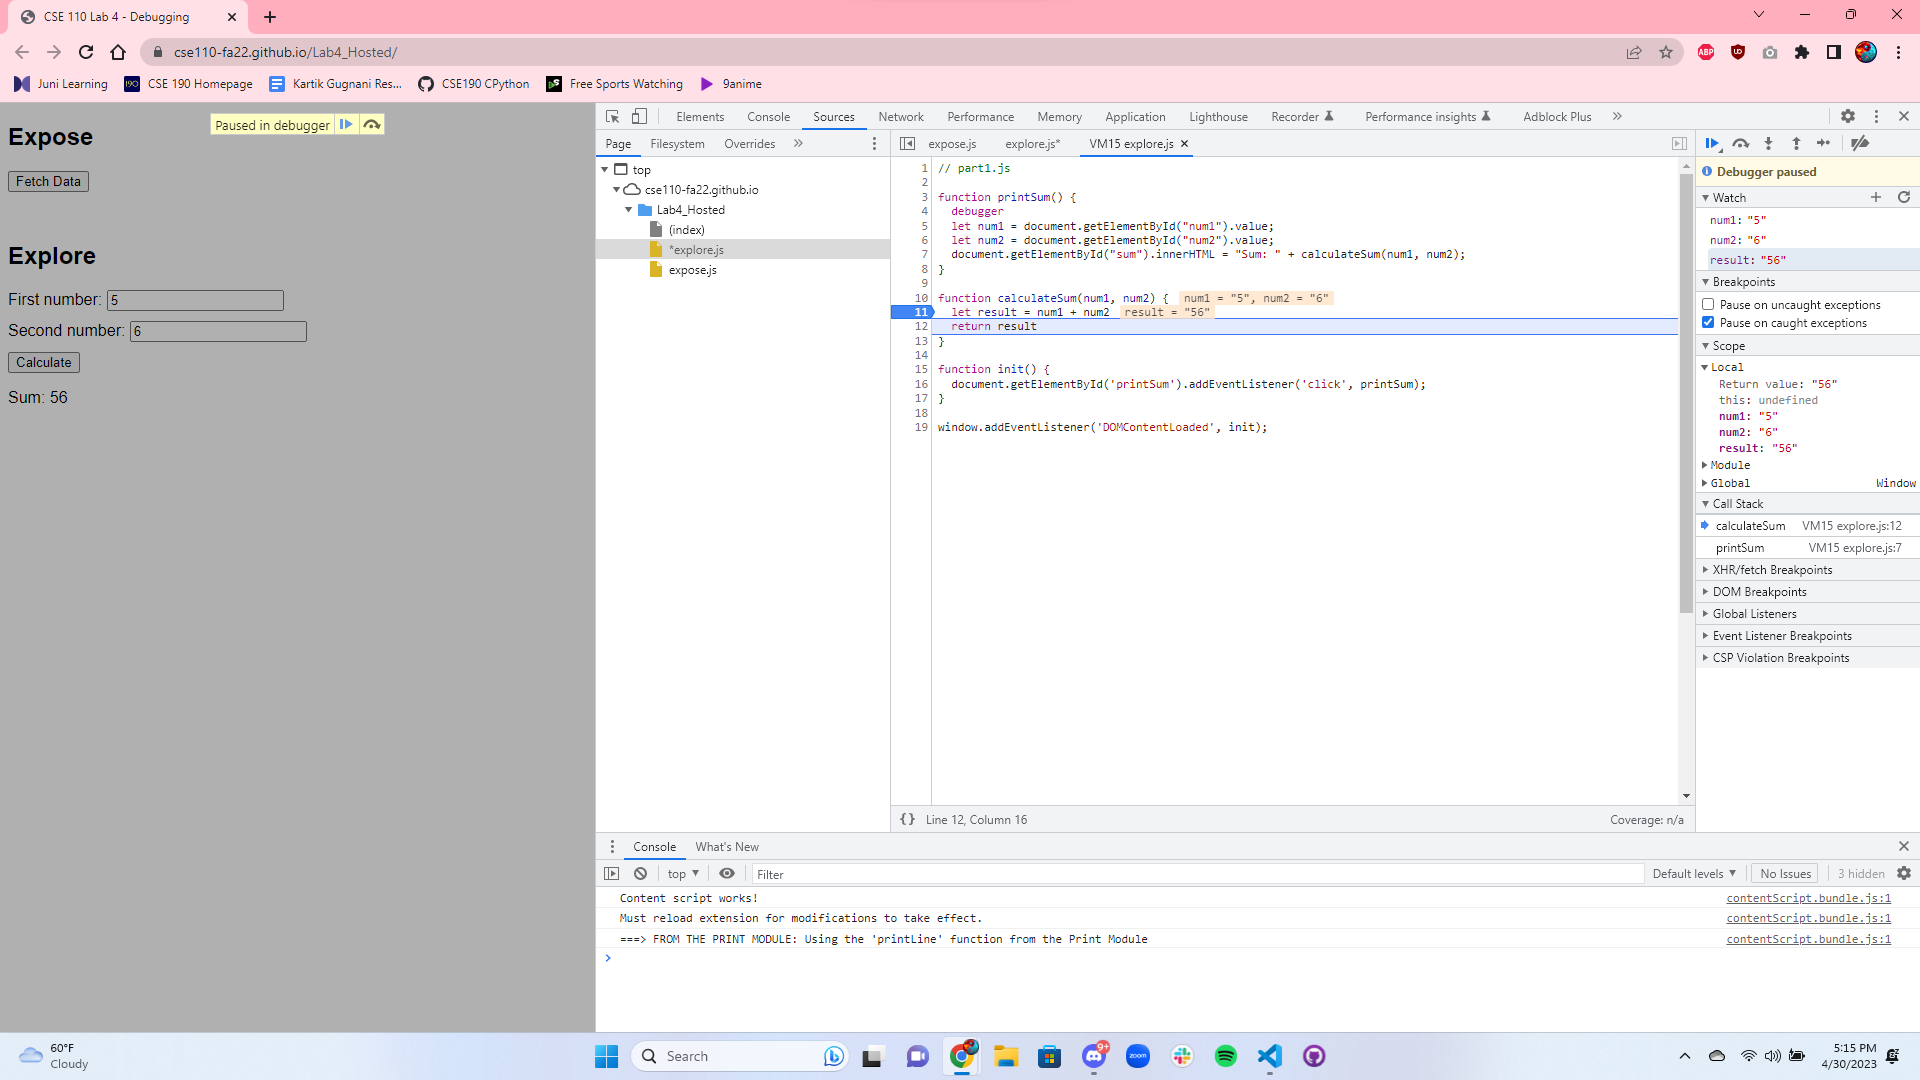 CSE 110 Lab 4 - Debugging
cse110-fa22.github.io/Lab4_Hosted/
Juni Learning
CSE 190 Homepage
Kartik Gugnani Res...
CSE190 CPython
Free Sports Watching
9anime
Expose
Paused in debugger
Fetch Data
Explore
First number: 5
Second number: 6
Calculate
Sum: 56
Elements Console Sources Network Performance Memory Application Lighthouse Recorder Performance insights Adblock Plus
Page Filesystem Overrides
top
cse110-fa22.github.io
Lab4_Hosted
(index)
*explore.js
expose.js
expose.js explore.js* VM15 explore.js
1 // part1.js
2
3 function printSum() {
4 debugger
5 let num1 = document.getElementById("num1").value;
6 let num2 = document.getElementById("num2").value;
7 document.getElementById("sum").innerHTML = "Sum: " + calculateSum(num1, num2);
8 }
9
10 function calculateSum(num1, num2) { num1 = "5", num2 = "6"
11 let result = num1 + num2 result = "56"
12 return result
13 }
14
15 function init() {
16 document.getElementById('printSum').addEventListener('click', printSum);
17 }
18
19 window.addEventListener('DOMContentLoaded', init);
{} Line 12, Column 16
Coverage: n/a
Debugger paused
Watch
num1: "5"
num2: "6"
result: "56"
Breakpoints
Pause on uncaught exceptions
Pause on caught exceptions
Scope
Local
Return value: "56"
this: undefined
num1: "5"
num2: "6"
result: "56"
Module
Global Window
Call Stack
calculateSum VM15 explore.js:12
printSum VM15 explore.js:7
XHR/fetch Breakpoints
DOM Breakpoints
Global Listeners
Event Listener Breakpoints
CSP Violation Breakpoints
Console What's New
top Filter Default levels No Issues 3 hidden
Content script works! contentScript.bundle.js:1
Must reload extension for modifications to take effect. contentScript.bundle.js:1
===> FROM THE PRINT MODULE: Using the 'printLine' function from the Print Module contentScript.bundle.js:1
60°F
Cloudy
Search
9+
zoom
5:15 PM
4/30/2023